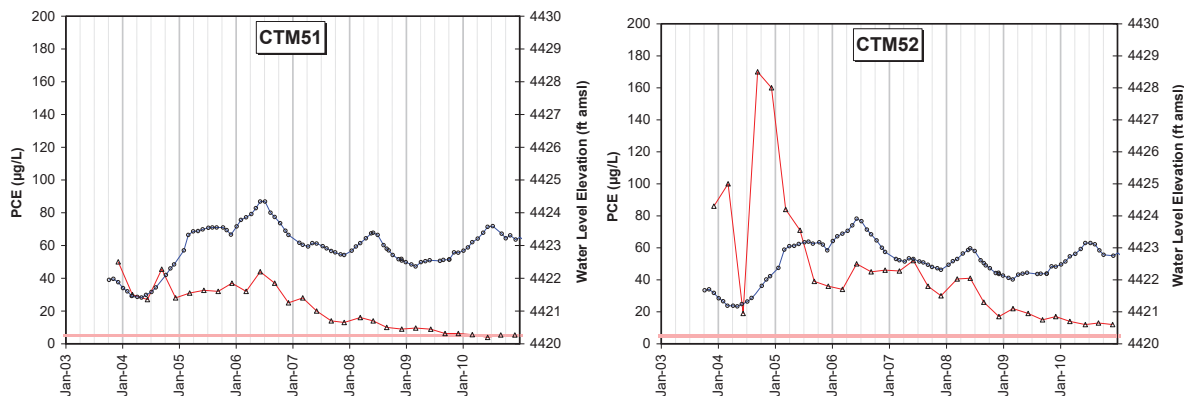 CTM51
PCE (µg/L)
200
180
160
140
120
100
80
60
40
20
0
4430
4429
4428
4427
4426
4425
4424
4423
4422
4421
4420
Water Level Elevation (ft amsl)
Jan-03
Jan-04
Jan-05
Jan-06
Jan-07
Jan-08
Jan-09
Jan-10
CTM52
PCE (µg/L)
200
180
160
140
120
100
80
60
40
20
0
4430
4429
4428
4427
4426
4425
4424
4423
4422
4421
4420
Water Level Elevation (ft amsl)
Jan-03
Jan-04
Jan-05
Jan-06
Jan-07
Jan-08
Jan-09
Jan-10